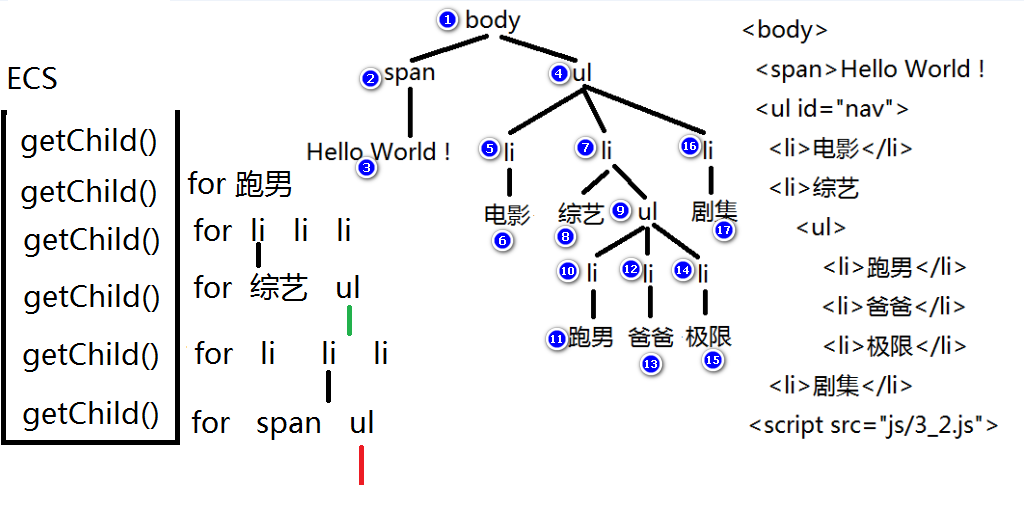 ECS
getChild()
getChild() for 跑男
getChild() for li li li
getChild() for 综艺 ul
getChild() for li li li
getChild() for span ul
1 body
2 span 4 ul
Hello World !
3
5 li 7 li 16 li
电影 综艺 9 ul 剧集
6 8 17
10 li 12 li 14 li
11 跑男 爸爸 极限
13 15
<body>
<span>Hello World !
<ul id="nav">
<li>电影</li>
<li>综艺
<ul>
<li>跑男</li>
<li>爸爸</li>
<li>极限</li>
<li>剧集</li>
<script src="js/3_2.js">